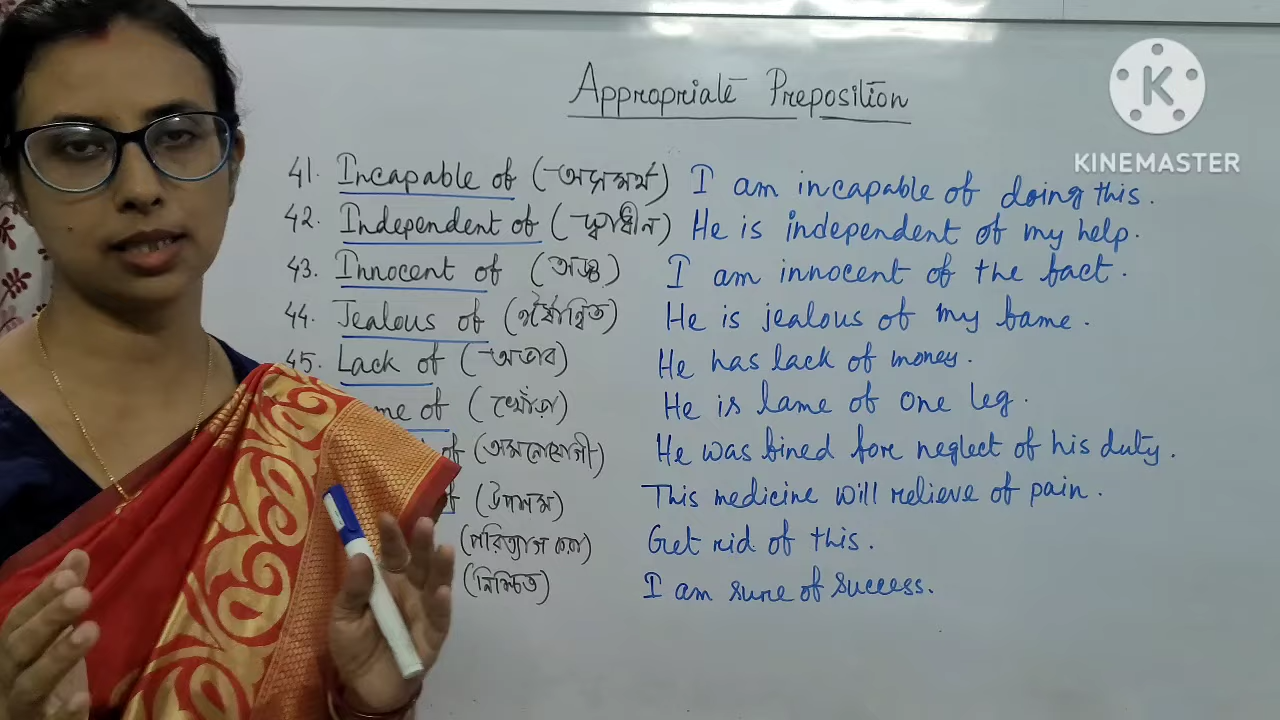 Appropriate Preposition
K
KINEMASTER
41. Incapable of (-অসমর্থ) I am incapable of doing this.
42. Independent of (স্বাধীন) He is independent of my help.
43. Innocent of (অজ্ঞ) I am innocent of the fact.
44. Jealous of (ঈর্ষান্বিত) He is jealous of my fame.
45. Lack of (-অভাব) He has lack of money.
me of (খোঁড়া) He is lame of one leg.
of (অমনোযোগী) He was fined fore neglect of his duty.
of (উপশম) This medicine will relieve of pain.
(পরিত্যাগ করা) Get rid of this.
(নিশ্চিত) I am sure of success.